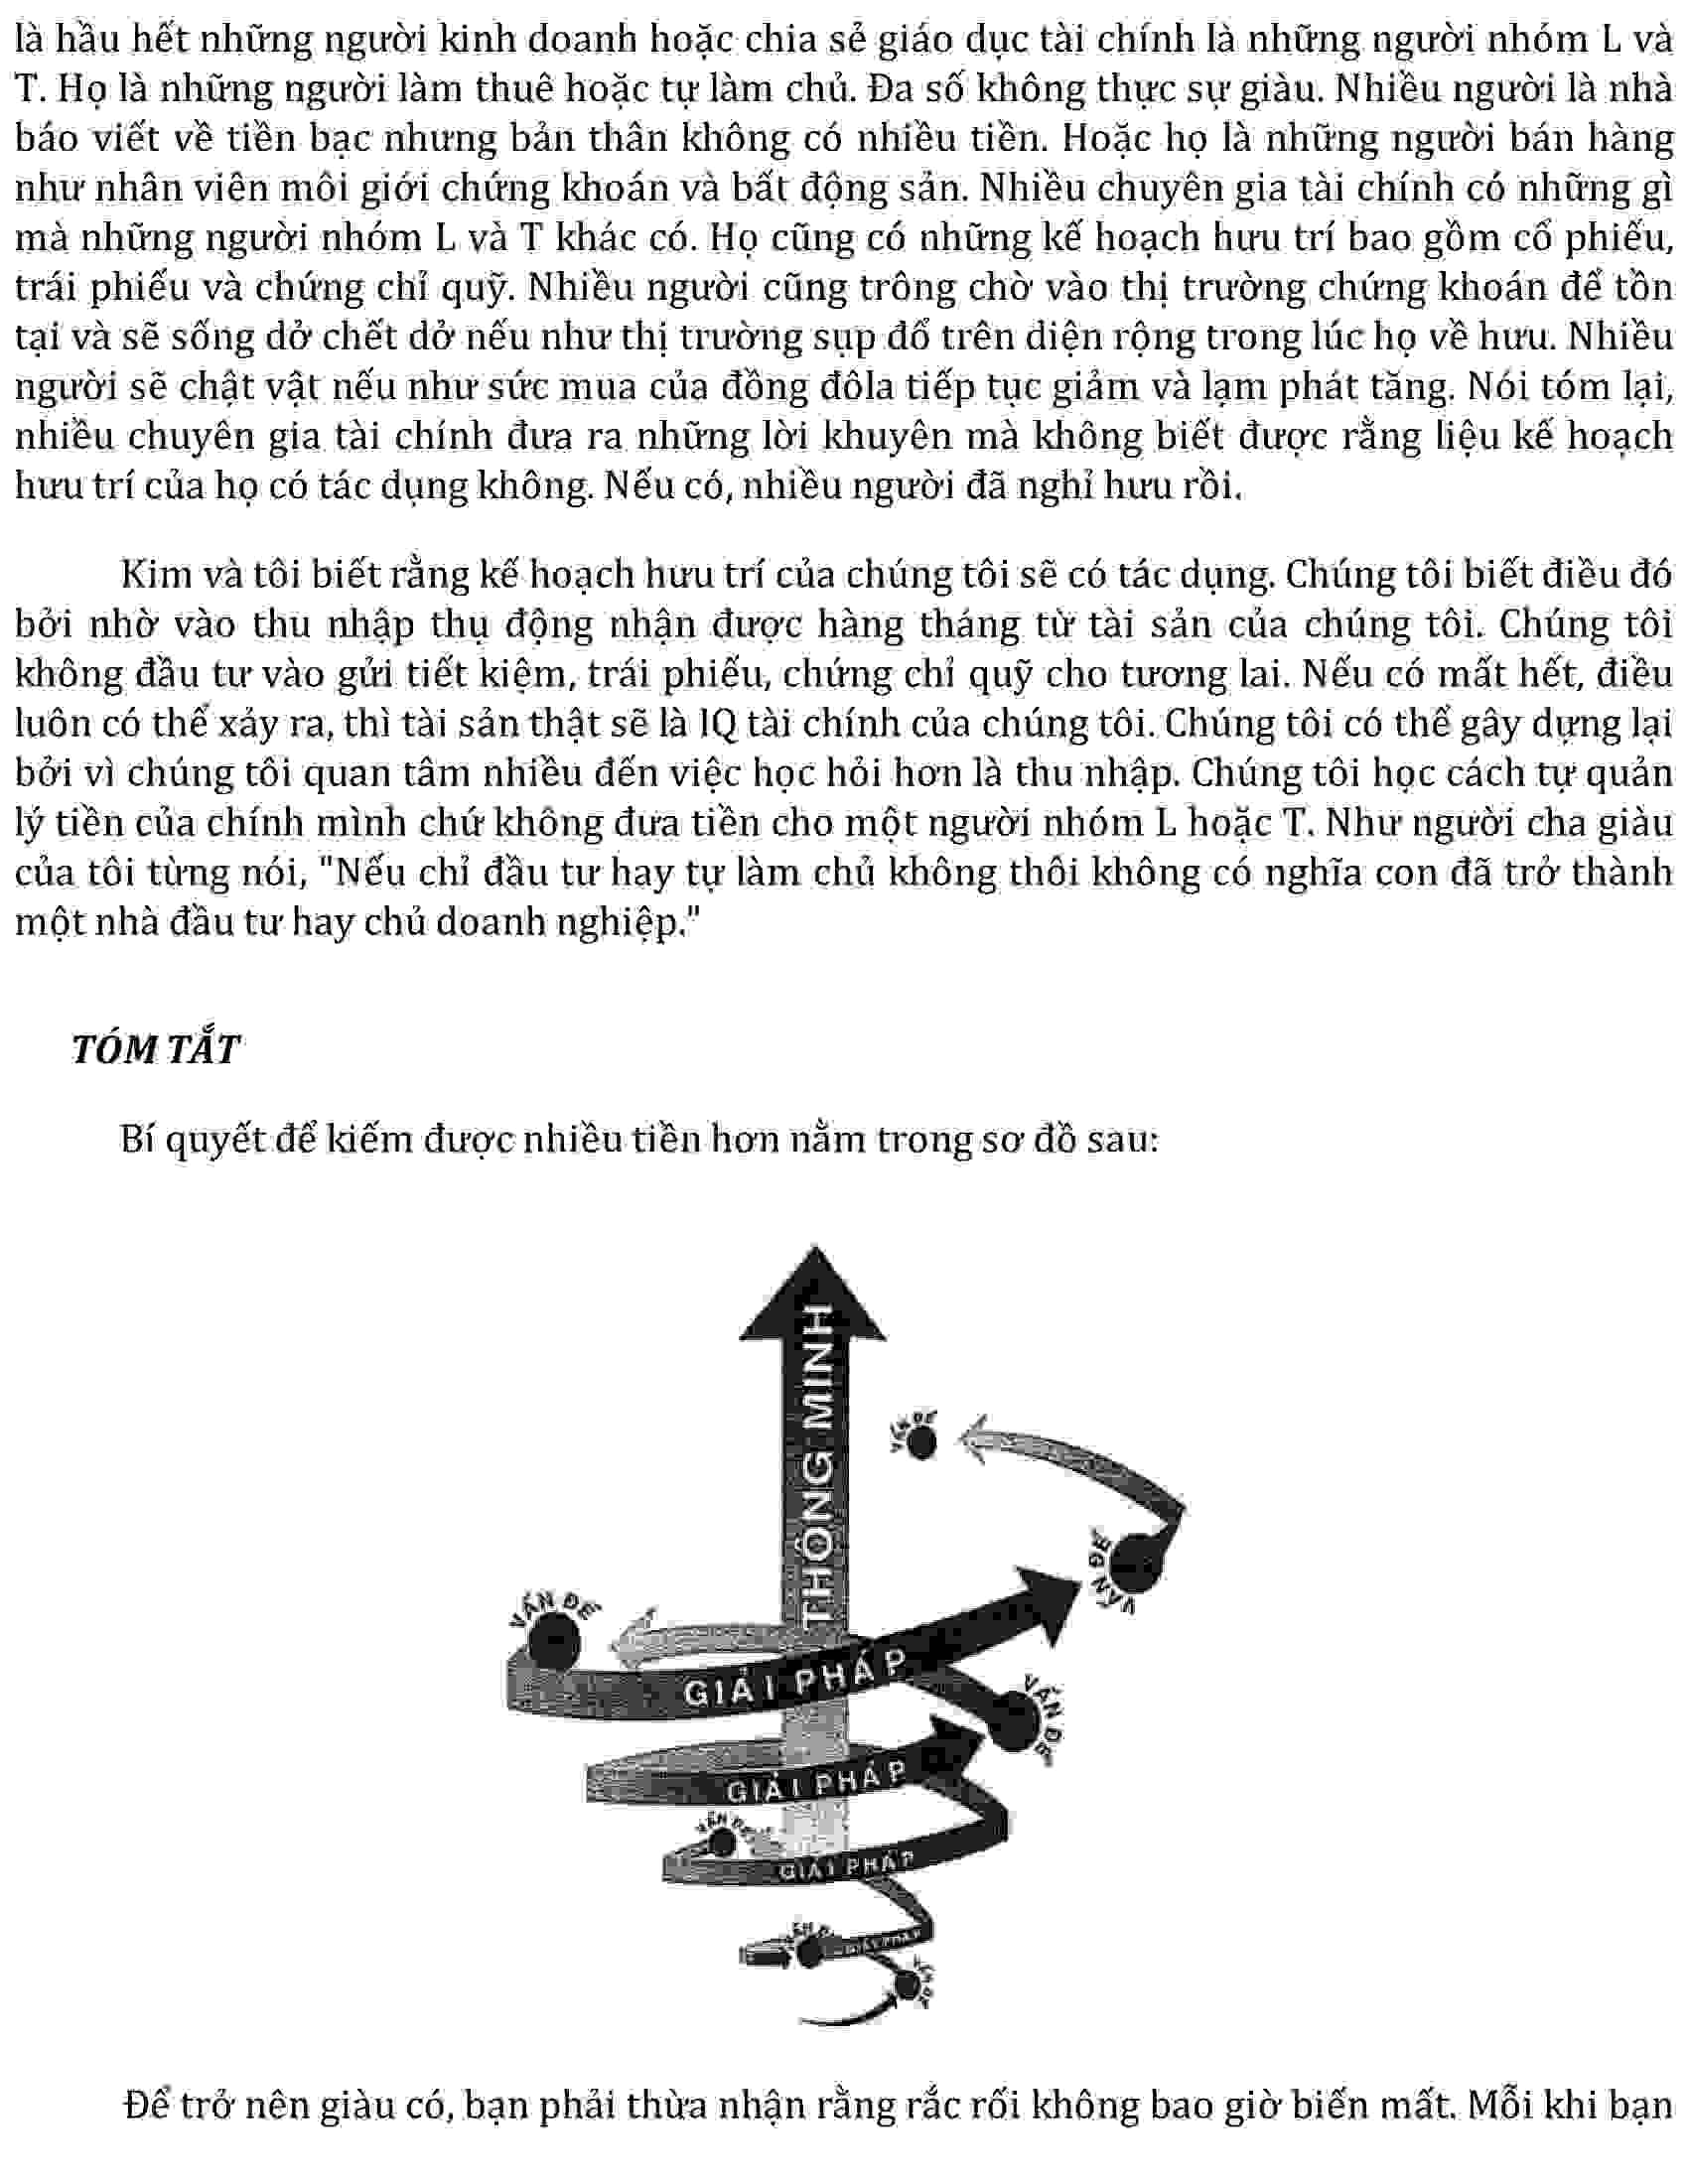 là hầu hết những người kinh doanh hoặc chia sẻ giáo dục tài chính là những người nhóm L và
T. Họ là những người làm thuê hoặc tự làm chủ. Đa số không thực sự giàu. Nhiều người là nhà
báo viết về tiền bạc nhưng bản thân không có nhiều tiền. Hoặc họ là những người bán hàng
như nhân viên môi giới chứng khoán và bất động sản. Nhiều chuyên gia tài chính có những gì
mà những người nhóm L và T khác có. Họ cũng có những kế hoạch hưu trí bao gồm cổ phiếu,
trái phiếu và chứng chỉ quỹ. Nhiều người cũng trông chờ vào thị trường chứng khoán để tồn
tại và sẽ sống dở chết dở nếu như thị trường sụp đổ trên diện rộng trong lúc họ về hưu. Nhiều
người sẽ chật vật nếu như sức mua của đồng đôla tiếp tục giảm và lạm phát tăng. Nói tóm lại,
nhiều chuyên gia tài chính đưa ra những lời khuyên mà không biết được rằng liệu kế hoạch
hưu trí của họ có tác dụng không. Nếu có, nhiều người đã nghỉ hưu rồi.
Kim và tôi biết rằng kế hoạch hưu trí của chúng tôi sẽ có tác dụng. Chúng tôi biết điều đó
bởi nhờ vào thu nhập thụ động nhận được hàng tháng từ tài sản của chúng tôi. Chúng tôi
không đầu tư vào gửi tiết kiệm, trái phiếu, chứng chỉ quỹ cho tương lai. Nếu có mất hết, điều
luôn có thể xảy ra, thì tài sản thật sẽ là IQ tài chính của chúng tôi. Chúng tôi có thể gây dựng lại
bởi vì chúng tôi quan tâm nhiều đến việc học hỏi hơn là thu nhập. Chúng tôi học cách tự quản
lý tiền của chính mình chứ không đưa tiền cho một người nhóm L hoặc T. Như người cha giàu
của tôi từng nói, "Nếu chỉ đầu tư hay tự làm chủ không thôi không có nghĩa con đã trở thành
một nhà đầu tư hay chủ doanh nghiệp."
TÓM TẮT
Bí quyết để kiếm được nhiều tiền hơn nằm trong sơ đồ sau:
THÔNG MINH
VẤN ĐỀ
VẤN ĐỀ
VẤN ĐỀ
GIẢI PHÁP
VẤN ĐỀ
GIẢI PHÁP
VẤN ĐỀ
GIẢI PHÁP
GIẢI PHÁP
VẤN ĐỀ
Để trở nên giàu có, bạn phải thừa nhận rằng rắc rối không bao giờ biến mất. Mỗi khi bạn